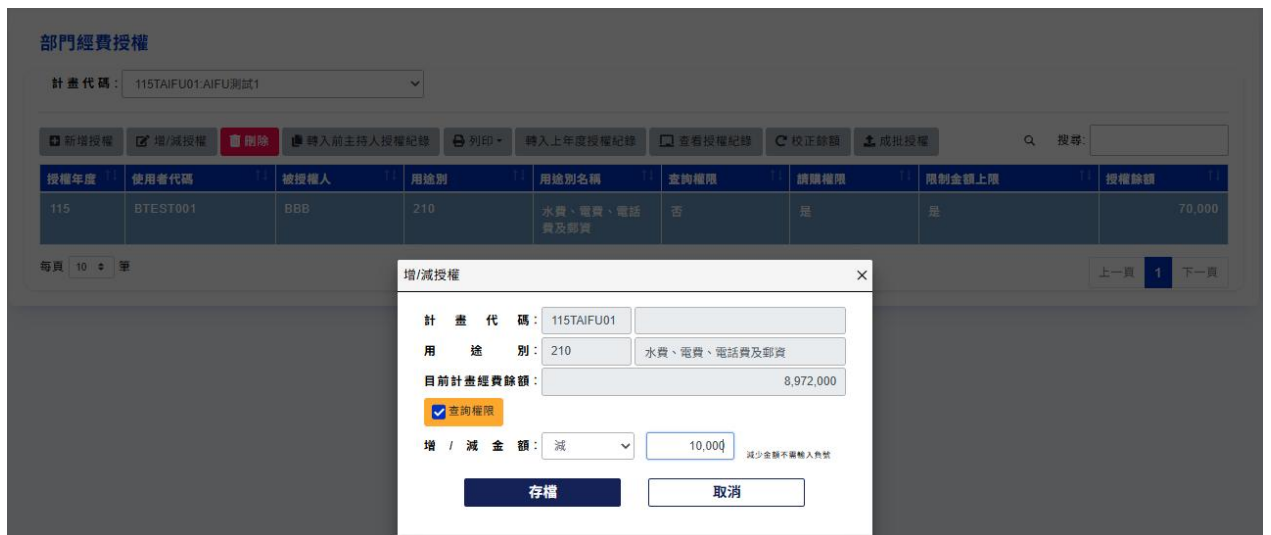 部門經費授權
計畫代碼： 115TAIFU01:AIFU測試1
新增授權 增/減授權 刪除 轉入前主持人授權紀錄 列印 轉入上年度授權紀錄 查看授權紀錄 校正餘額 成批授權 搜尋:
授權年度 使用者代碼 被授權人 用途別 用途別名稱 查詢權限 請購權限 限制金額上限 授權餘額
115 BTEST001 BBB 210 水費、電費、電話 否 是 是 70,000
費及郵資
每頁 10 筆 上一頁 1 下一頁
增/減授權 ×
計畫代碼： 115TAIFU01
用途別： 210 水費、電費、電話費及郵資
目前計畫經費餘額： 8,972,000
查詢權限
增/減金額： 減 10,000 減少金額不需輸入負號
存檔 取消